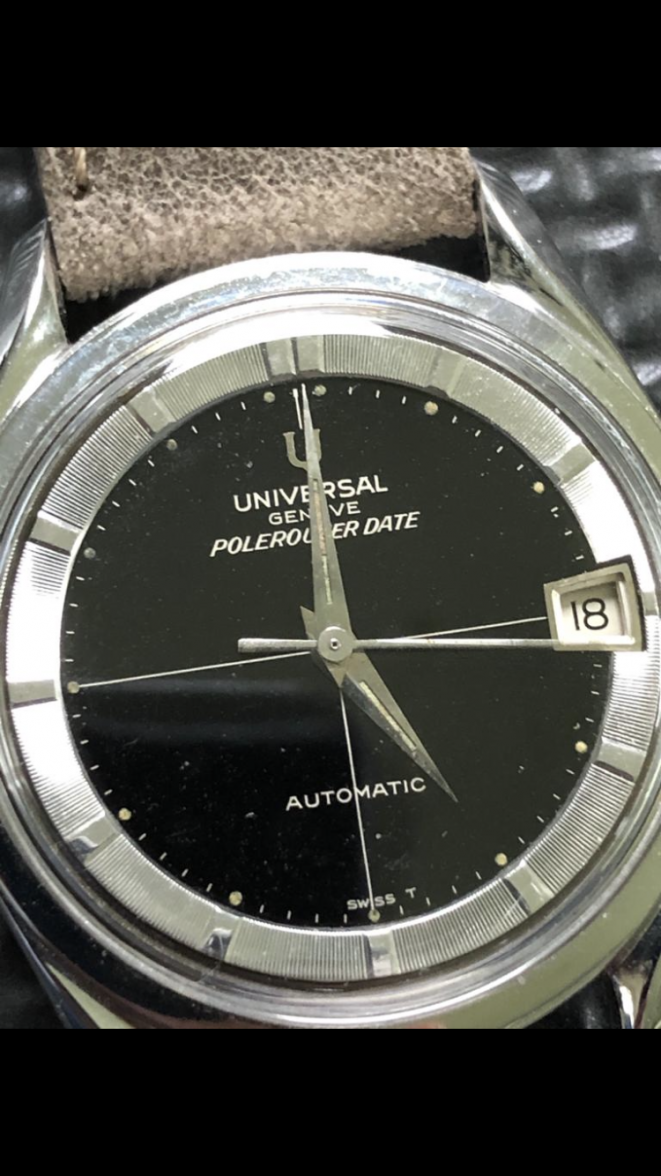 UNIVERSAL
GENEVE
POLEROUTER DATE
18
AUTOMATIC
SWISS T